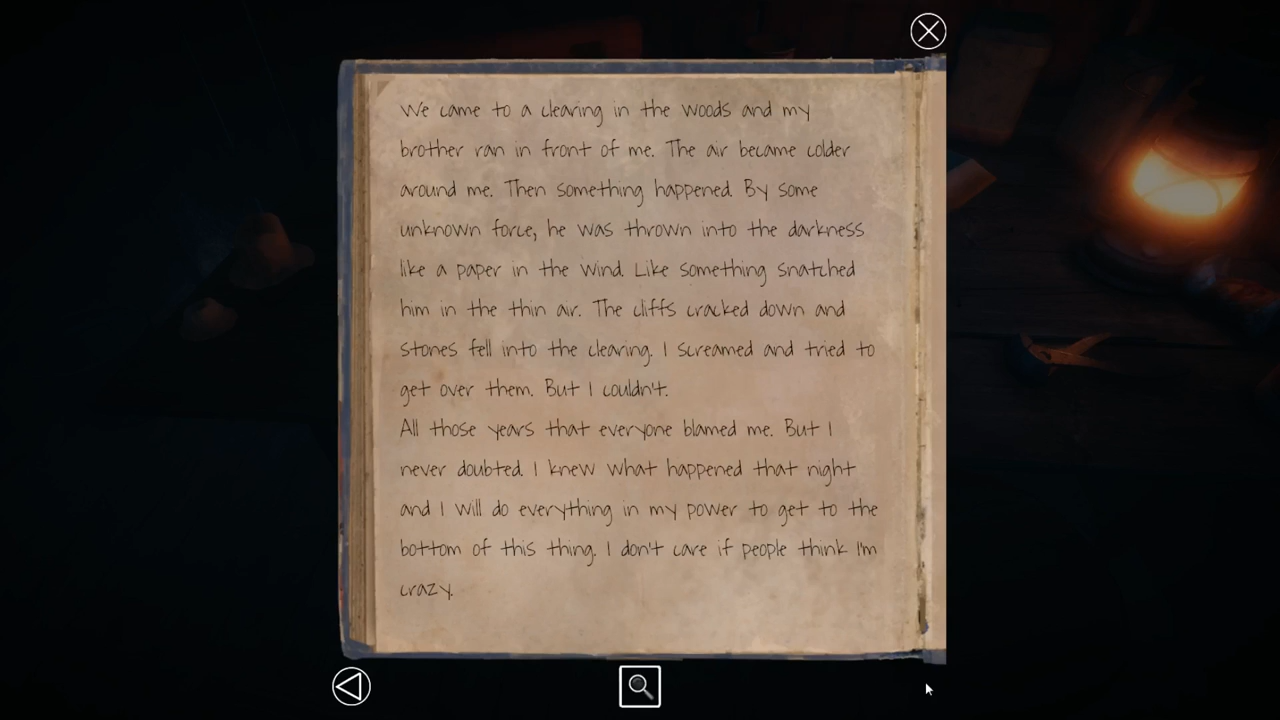 We came to a clearing in the woods and my
brother ran in front of me. The air became colder
around me. Then something happened. By some
unknown force, he was thrown into the darkness
like a paper in the wind. Like something snatched
him in the thin air. The cliffs cracked down and
stones fell into the clearing. I screamed and tried to
get over them. But I couldn't.
All those years that everyone blamed me. But I
never doubted. I knew what happened that night
and I will do everything in my power to get to the
bottom of this thing. I don't care if people think I'm
crazy.